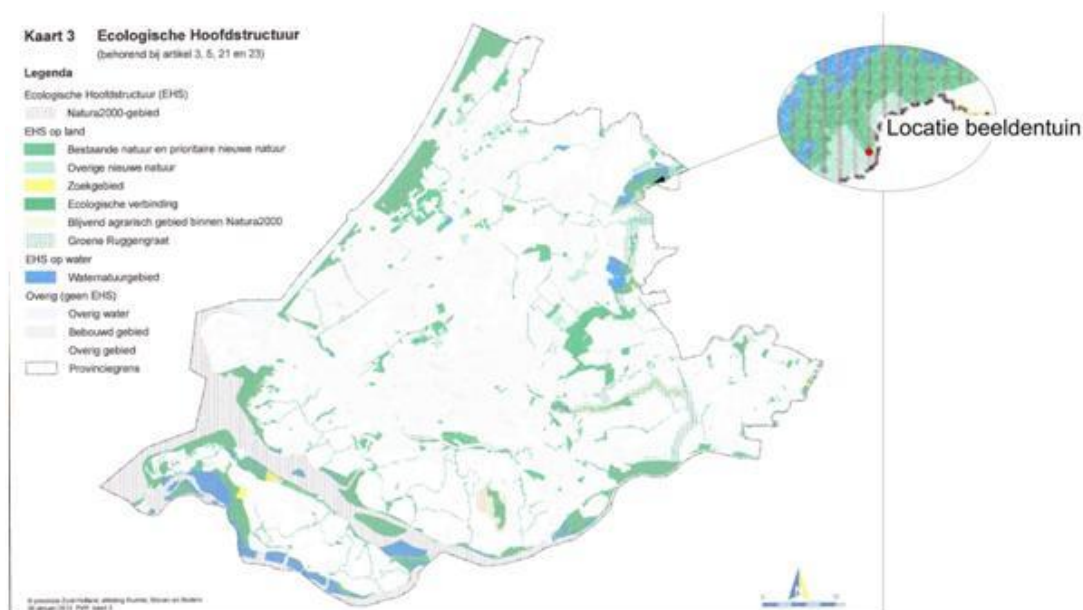 Kaart 3 Ecologische Hoofdstructuur
(behorend bij artikel 3, 5, 21 en 23)
Legenda
Ecologische Hoofdstructuur (EHS)
Natura2000-gebied
EHS op land
Bestaande natuur en prioritaire nieuwe natuur
Overige nieuwe natuur
Zoekgebied
Ecologische verbinding
Blijvend agrarisch gebied binnen Natura2000
Groene Ruggengraat
EHS op water
Waternatuurgebied
Overig (geen EHS)
Overig water
Bebouwd gebied
Overig gebied
Provinciegrens
Locatie beeldentuin